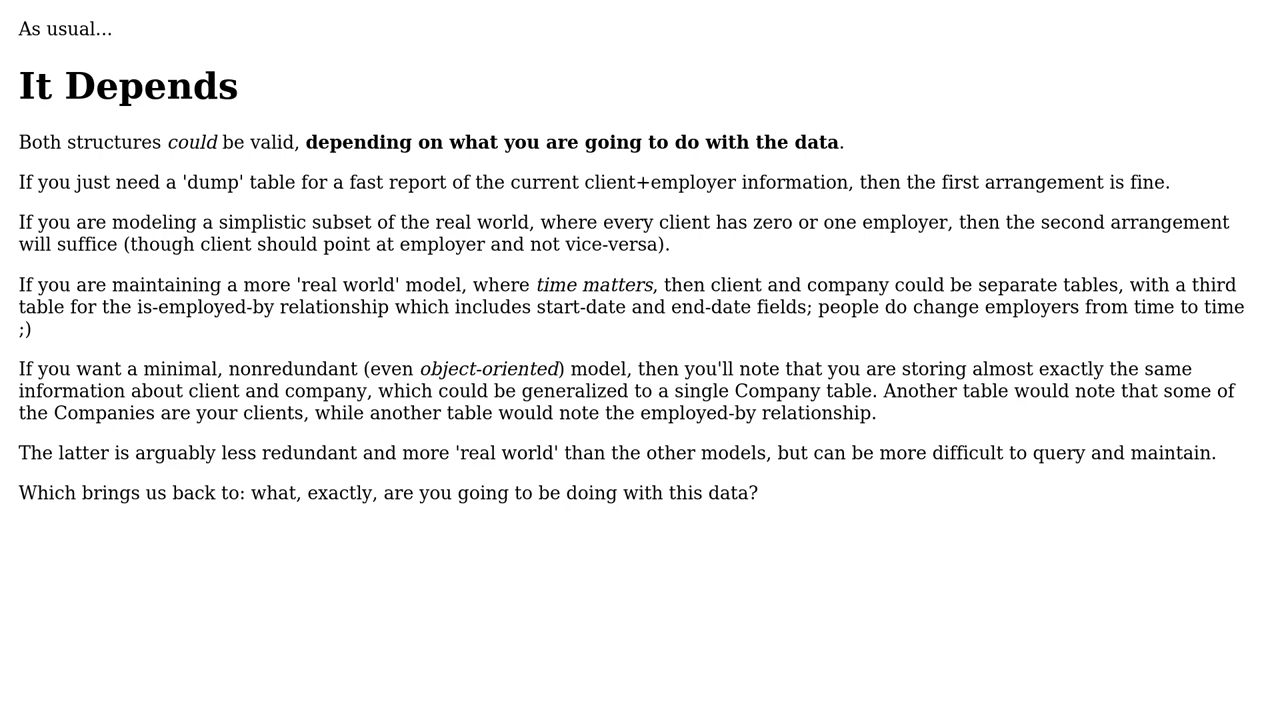 As usual...
It Depends
Both structures could be valid, depending on what you are going to do with the data.
If you just need a 'dump' table for a fast report of the current client+employer information, then the first arrangement is fine.
If you are modeling a simplistic subset of the real world, where every client has zero or one employer, then the second arrangement
will suffice (though client should point at employer and not vice-versa).
If you are maintaining a more 'real world' model, where time matters, then client and company could be separate tables, with a third
table for the is-employed-by relationship which includes start-date and end-date fields; people do change employers from time to time
;)
If you want a minimal, nonredundant (even object-oriented) model, then you'll note that you are storing almost exactly the same
information about client and company, which could be generalized to a single Company table. Another table would note that some of
the Companies are your clients, while another table would note the employed-by relationship.
The latter is arguably less redundant and more 'real world' than the other models, but can be more difficult to query and maintain.
Which brings us back to: what, exactly, are you going to be doing with this data?